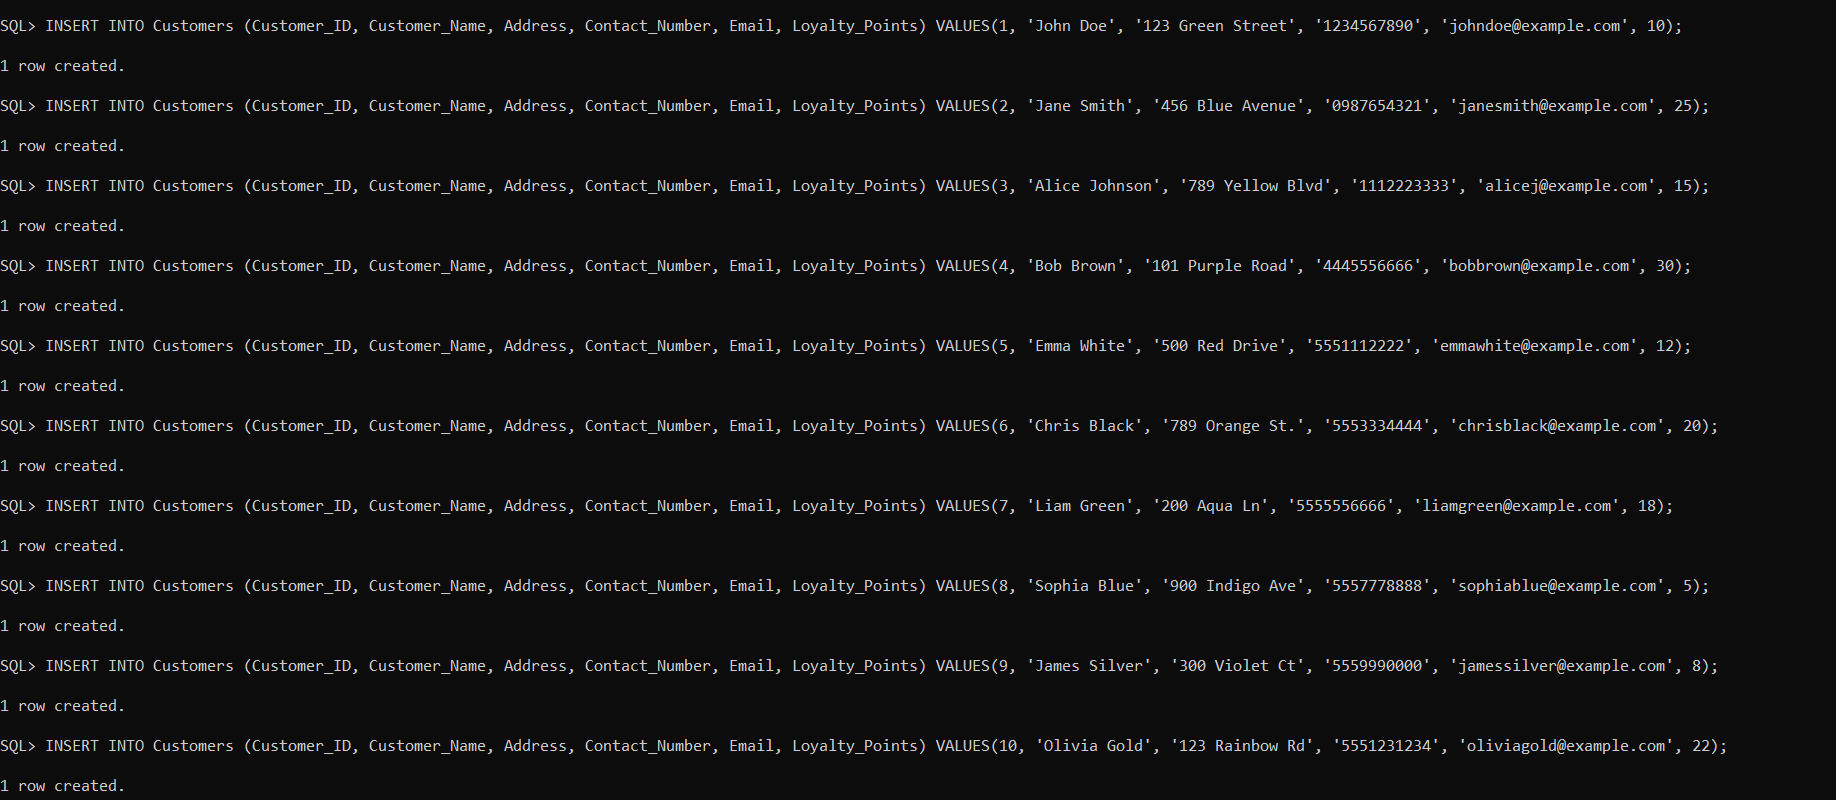 SQL> INSERT INTO Customers (Customer_ID, Customer_Name, Address, Contact_Number, Email, Loyalty_Points) VALUES(1, 'John Doe', '123 Green Street', '1234567890', 'johndoe@example.com', 10);
1 row created.
SQL> INSERT INTO Customers (Customer_ID, Customer_Name, Address, Contact_Number, Email, Loyalty_Points) VALUES(2, 'Jane Smith', '456 Blue Avenue', '0987654321', 'janesmith@example.com', 25);
1 row created.
SQL> INSERT INTO Customers (Customer_ID, Customer_Name, Address, Contact_Number, Email, Loyalty_Points) VALUES(3, 'Alice Johnson', '789 Yellow Blvd', '1112223333', 'alicej@example.com', 15);
1 row created.
SQL> INSERT INTO Customers (Customer_ID, Customer_Name, Address, Contact_Number, Email, Loyalty_Points) VALUES(4, 'Bob Brown', '101 Purple Road', '4445556666', 'bobbrown@example.com', 30);
1 row created.
SQL> INSERT INTO Customers (Customer_ID, Customer_Name, Address, Contact_Number, Email, Loyalty_Points) VALUES(5, 'Emma White', '500 Red Drive', '5551112222', 'emmawhite@example.com', 12);
1 row created.
SQL> INSERT INTO Customers (Customer_ID, Customer_Name, Address, Contact_Number, Email, Loyalty_Points) VALUES(6, 'Chris Black', '789 Orange St.', '5553334444', 'chrisblack@example.com', 20);
1 row created.
SQL> INSERT INTO Customers (Customer_ID, Customer_Name, Address, Contact_Number, Email, Loyalty_Points) VALUES(7, 'Liam Green', '200 Aqua Ln', '5555556666', 'liamgreen@example.com', 18);
1 row created.
SQL> INSERT INTO Customers (Customer_ID, Customer_Name, Address, Contact_Number, Email, Loyalty_Points) VALUES(8, 'Sophia Blue', '900 Indigo Ave', '5557778888', 'sophiablue@example.com', 5);
1 row created.
SQL> INSERT INTO Customers (Customer_ID, Customer_Name, Address, Contact_Number, Email, Loyalty_Points) VALUES(9, 'James Silver', '300 Violet Ct', '5559990000', 'jamessilver@example.com', 8);
1 row created.
SQL> INSERT INTO Customers (Customer_ID, Customer_Name, Address, Contact_Number, Email, Loyalty_Points) VALUES(10, 'Olivia Gold', '123 Rainbow Rd', '5551231234', 'oliviagold@example.com', 22);
1 row created.